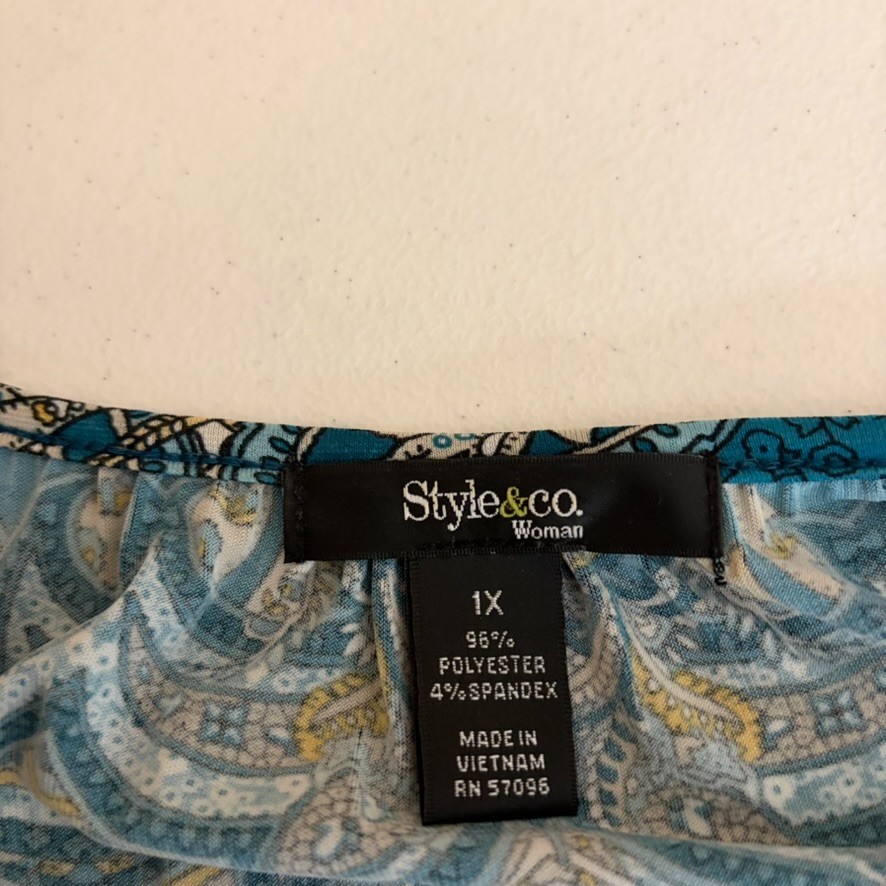 Style&co.
Woman
1X
96%
POLYESTER
4% SPANDEX
MADE IN
VIETNAM
RN 57096